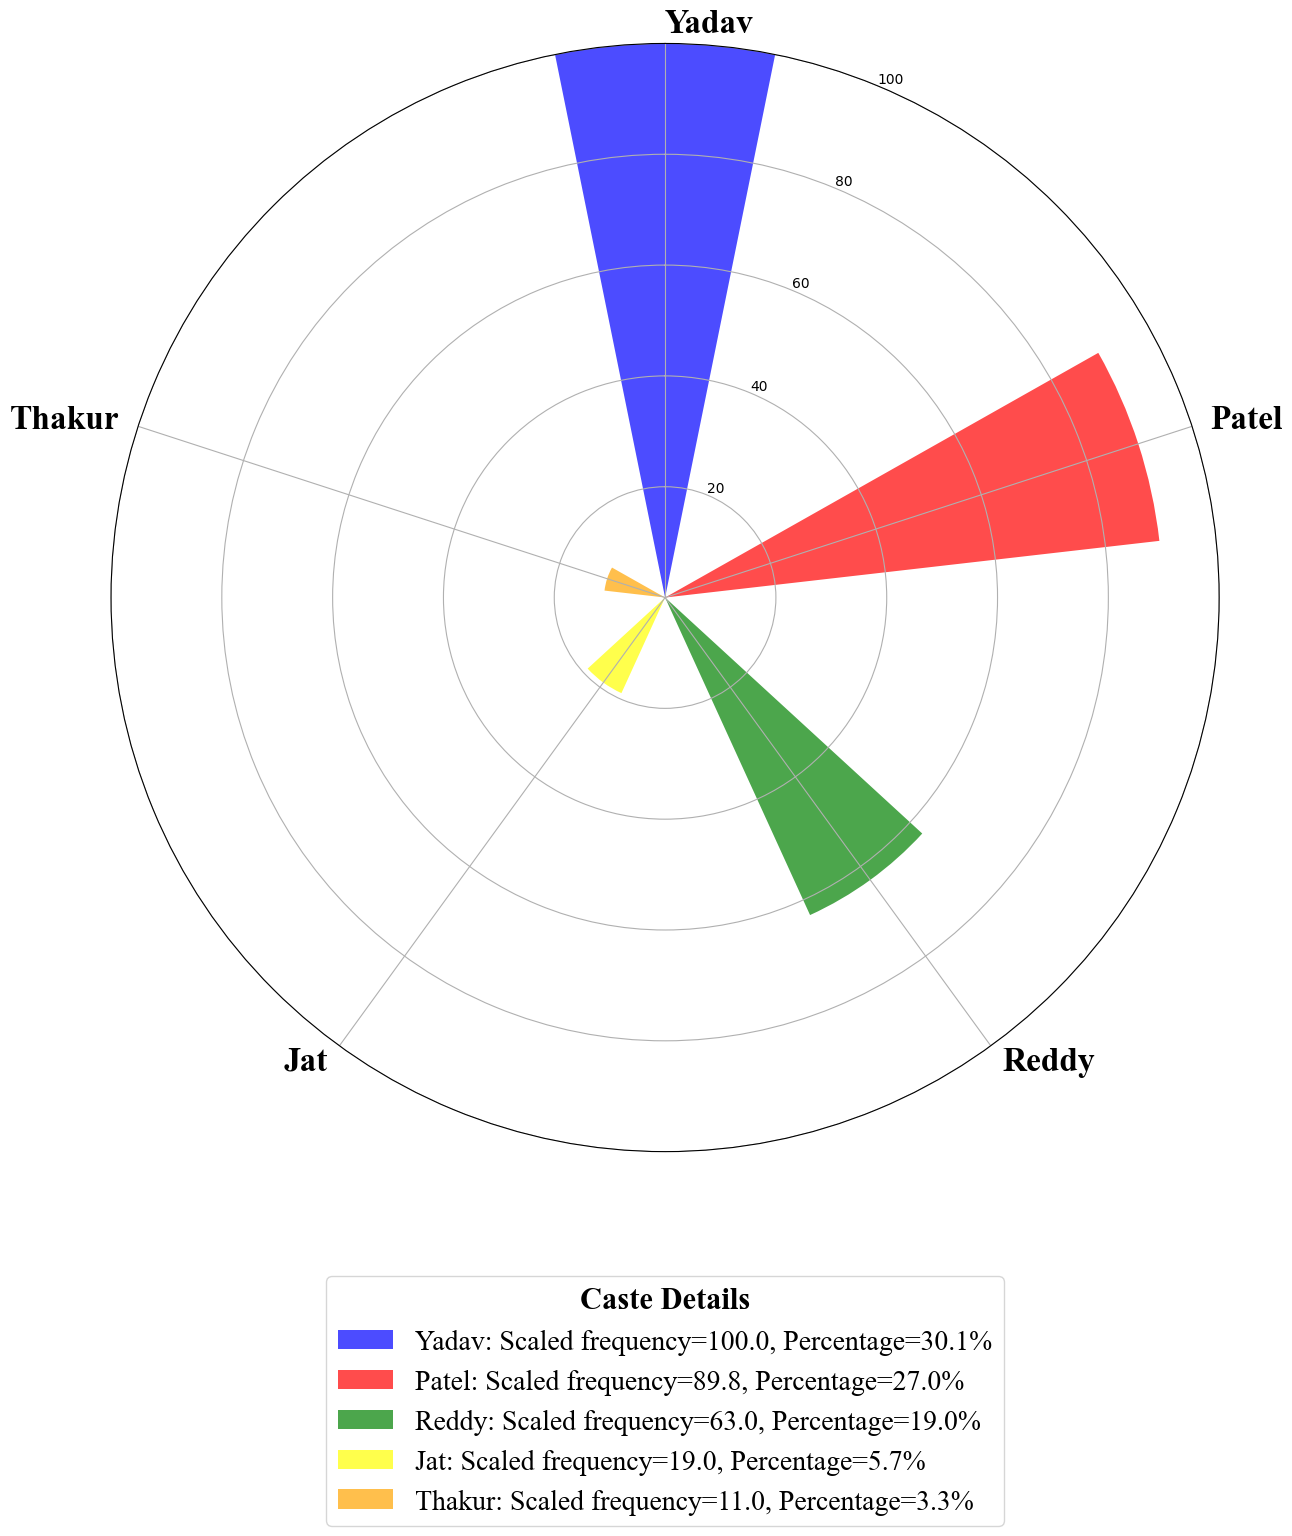 Yadav
100
80
60
40
20
Thakur
Patel
Jat
Reddy
Caste Details
Yadav: Scaled frequency=100.0, Percentage=30.1%
Patel: Scaled frequency=89.8, Percentage=27.0%
Reddy: Scaled frequency=63.0, Percentage=19.0%
Jat: Scaled frequency=19.0, Percentage=5.7%
Thakur: Scaled frequency=11.0, Percentage=3.3%